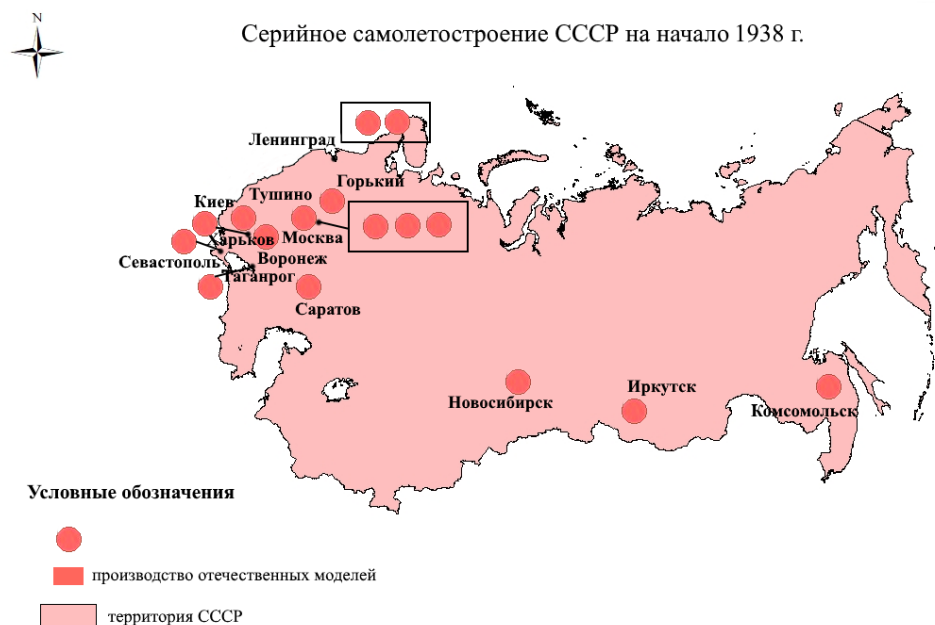 N
Серийное самолетостроение СССР на начало 1938 г.
Ленинград
Горький
Тушино
Киев
Москва
арьков
Воронеж
Севастополь
Таганрог
Саратов
Новосибирск
Иркутск
Комсомольск
Условные обозначения
производство отечественных моделей
территория СССР